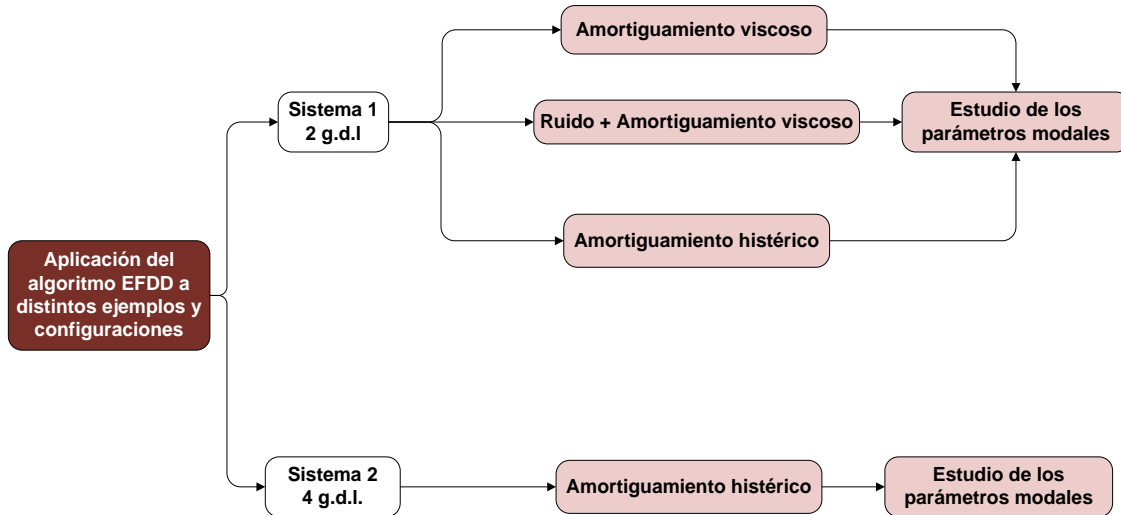 Amortiguamiento viscoso
Sistema 1
2 g.d.l
Ruido + Amortiguamiento viscoso
Estudio de los
parámetros modales
Amortiguamiento histérico
Aplicación del
algoritmo EFDD a
distintos ejemplos y
configuraciones
Sistema 2
4 g.d.l.
Amortiguamiento histérico
Estudio de los
parámetros modales